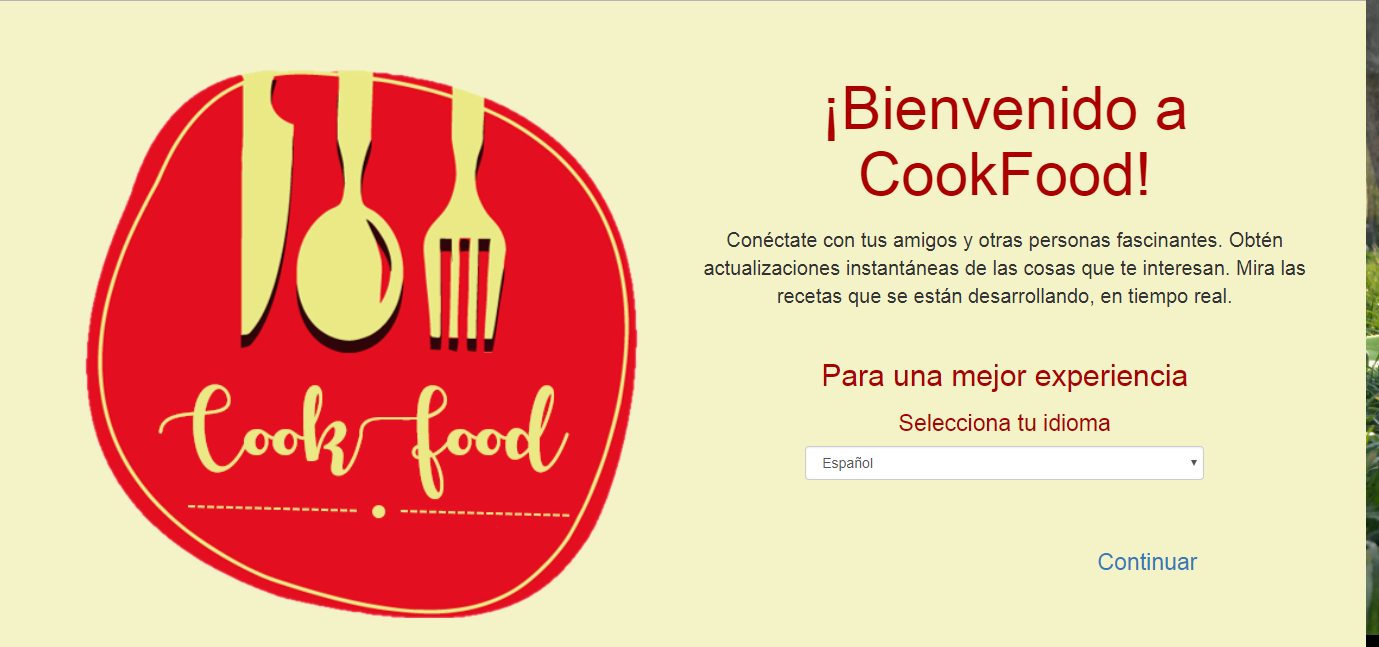 Cook food
¡Bienvenido a
CookFood!
Conéctate con tus amigos y otras personas fascinantes. Obtén
actualizaciones instantáneas de las cosas que te interesan. Mira las
recetas que se están desarrollando, en tiempo real.
Para una mejor experiencia
Selecciona tu idioma
Español
Continuar